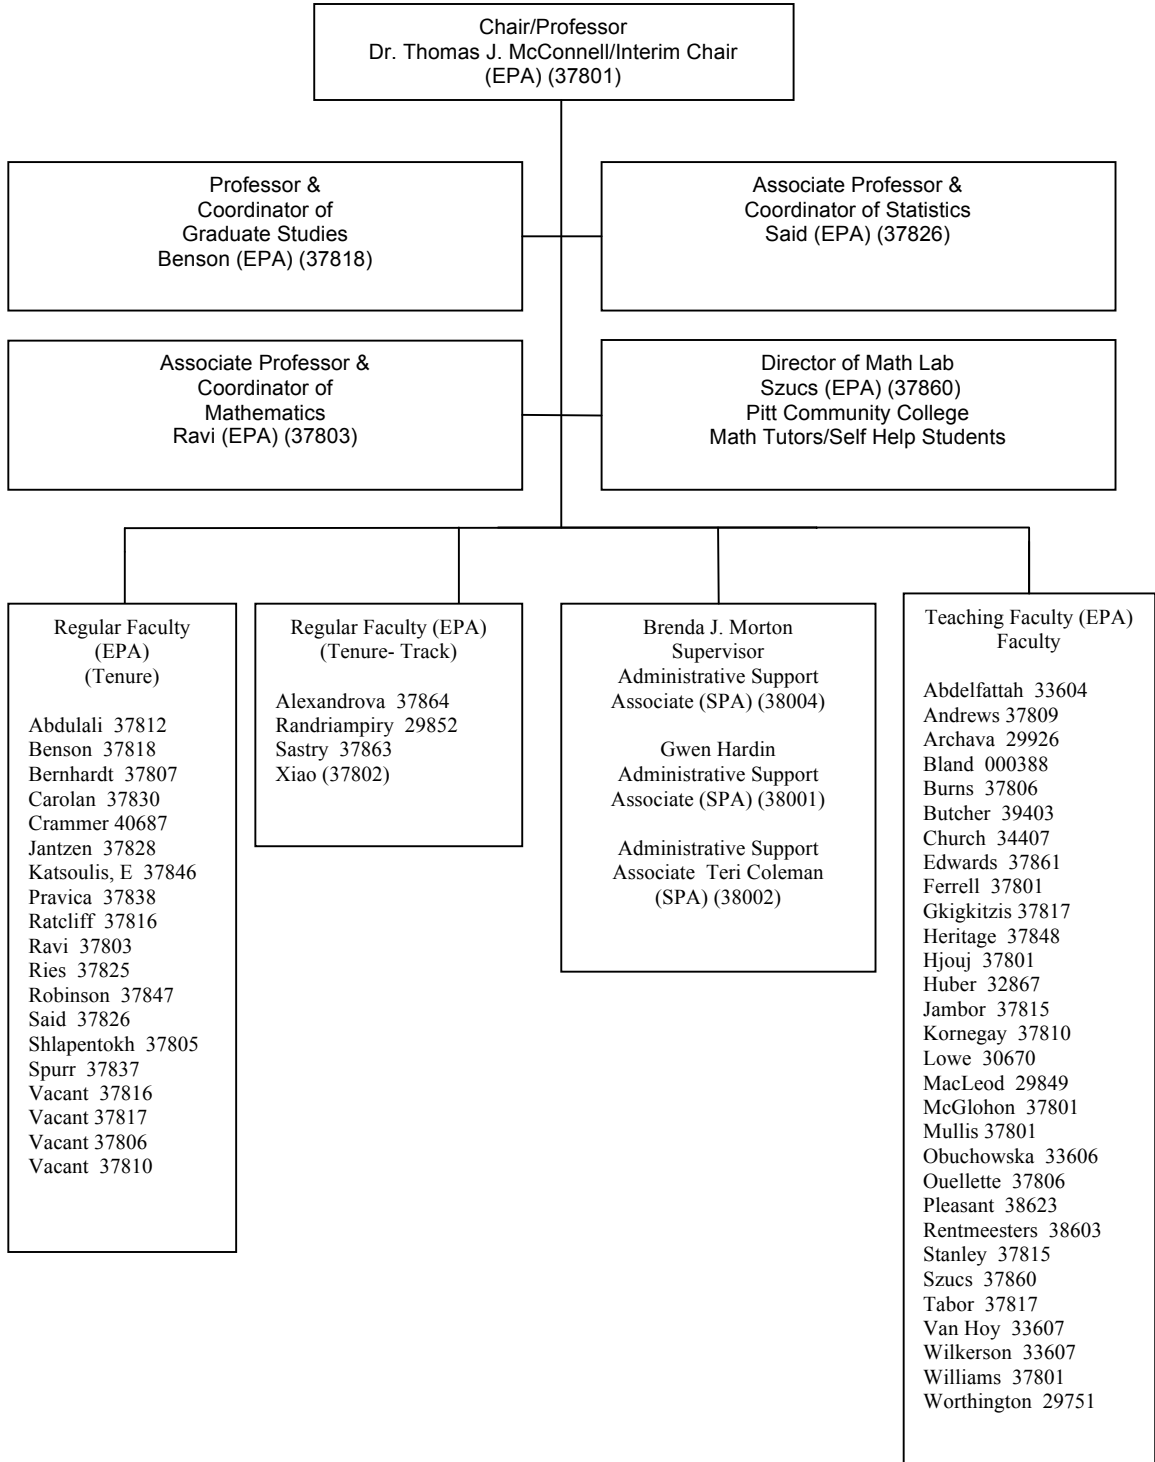 Chair/Professor
Dr. Thomas J. McConnell/Interim Chair
(EPA) (37801)
Professor &
Coordinator of
Graduate Studies
Benson (EPA) (37818)
Associate Professor &
Coordinator of Statistics
Said (EPA) (37826)
Associate Professor &
Coordinator of
Mathematics
Ravi (EPA) (37803)
Director of Math Lab
Szucs (EPA) (37860)
Pitt Community College
Math Tutors/Self Help Students
Regular Faculty
(EPA)
(Tenure)
Abdulali 37812
Benson 37818
Bernhardt 37807
Carolan 37830
Crammer 40687
Jantzen 37828
Katsoulis, E 37846
Pravica 37838
Ratcliff 37816
Ravi 37803
Ries 37825
Robinson 37847
Said 37826
Shlapentokh 37805
Spurr 37837
Vacant 37816
Vacant 37817
Vacant 37806
Vacant 37810
Regular Faculty (EPA)
(Tenure- Track)
Alexandrova 37864
Randriampiry 29852
Sastry 37863
Xiao (37802)
Brenda J. Morton
Supervisor
Administrative Support
Associate (SPA) (38004)
Gwen Hardin
Administrative Support
Associate (SPA) (38001)
Administrative Support
Associate Teri Coleman
(SPA) (38002)
Teaching Faculty (EPA)
Faculty
Abdelfattah 33604
Andrews 37809
Archava 29926
Bland 000388
Burns 37806
Butcher 39403
Church 34407
Edwards 37861
Ferrell 37801
Gkigkitzis 37817
Heritage 37848
Hjouj 37801
Huber 32867
Jambor 37815
Kornegay 37810
Lowe 30670
MacLeod 29849
McGlohon 37801
Mullis 37801
Obuchowska 33606
Ouellette 37806
Pleasant 38623
Rentmeesters 38603
Stanley 37815
Szucs 37860
Tabor 37817
Van Hoy 33607
Wilkerson 33607
Williams 37801
Worthington 29751